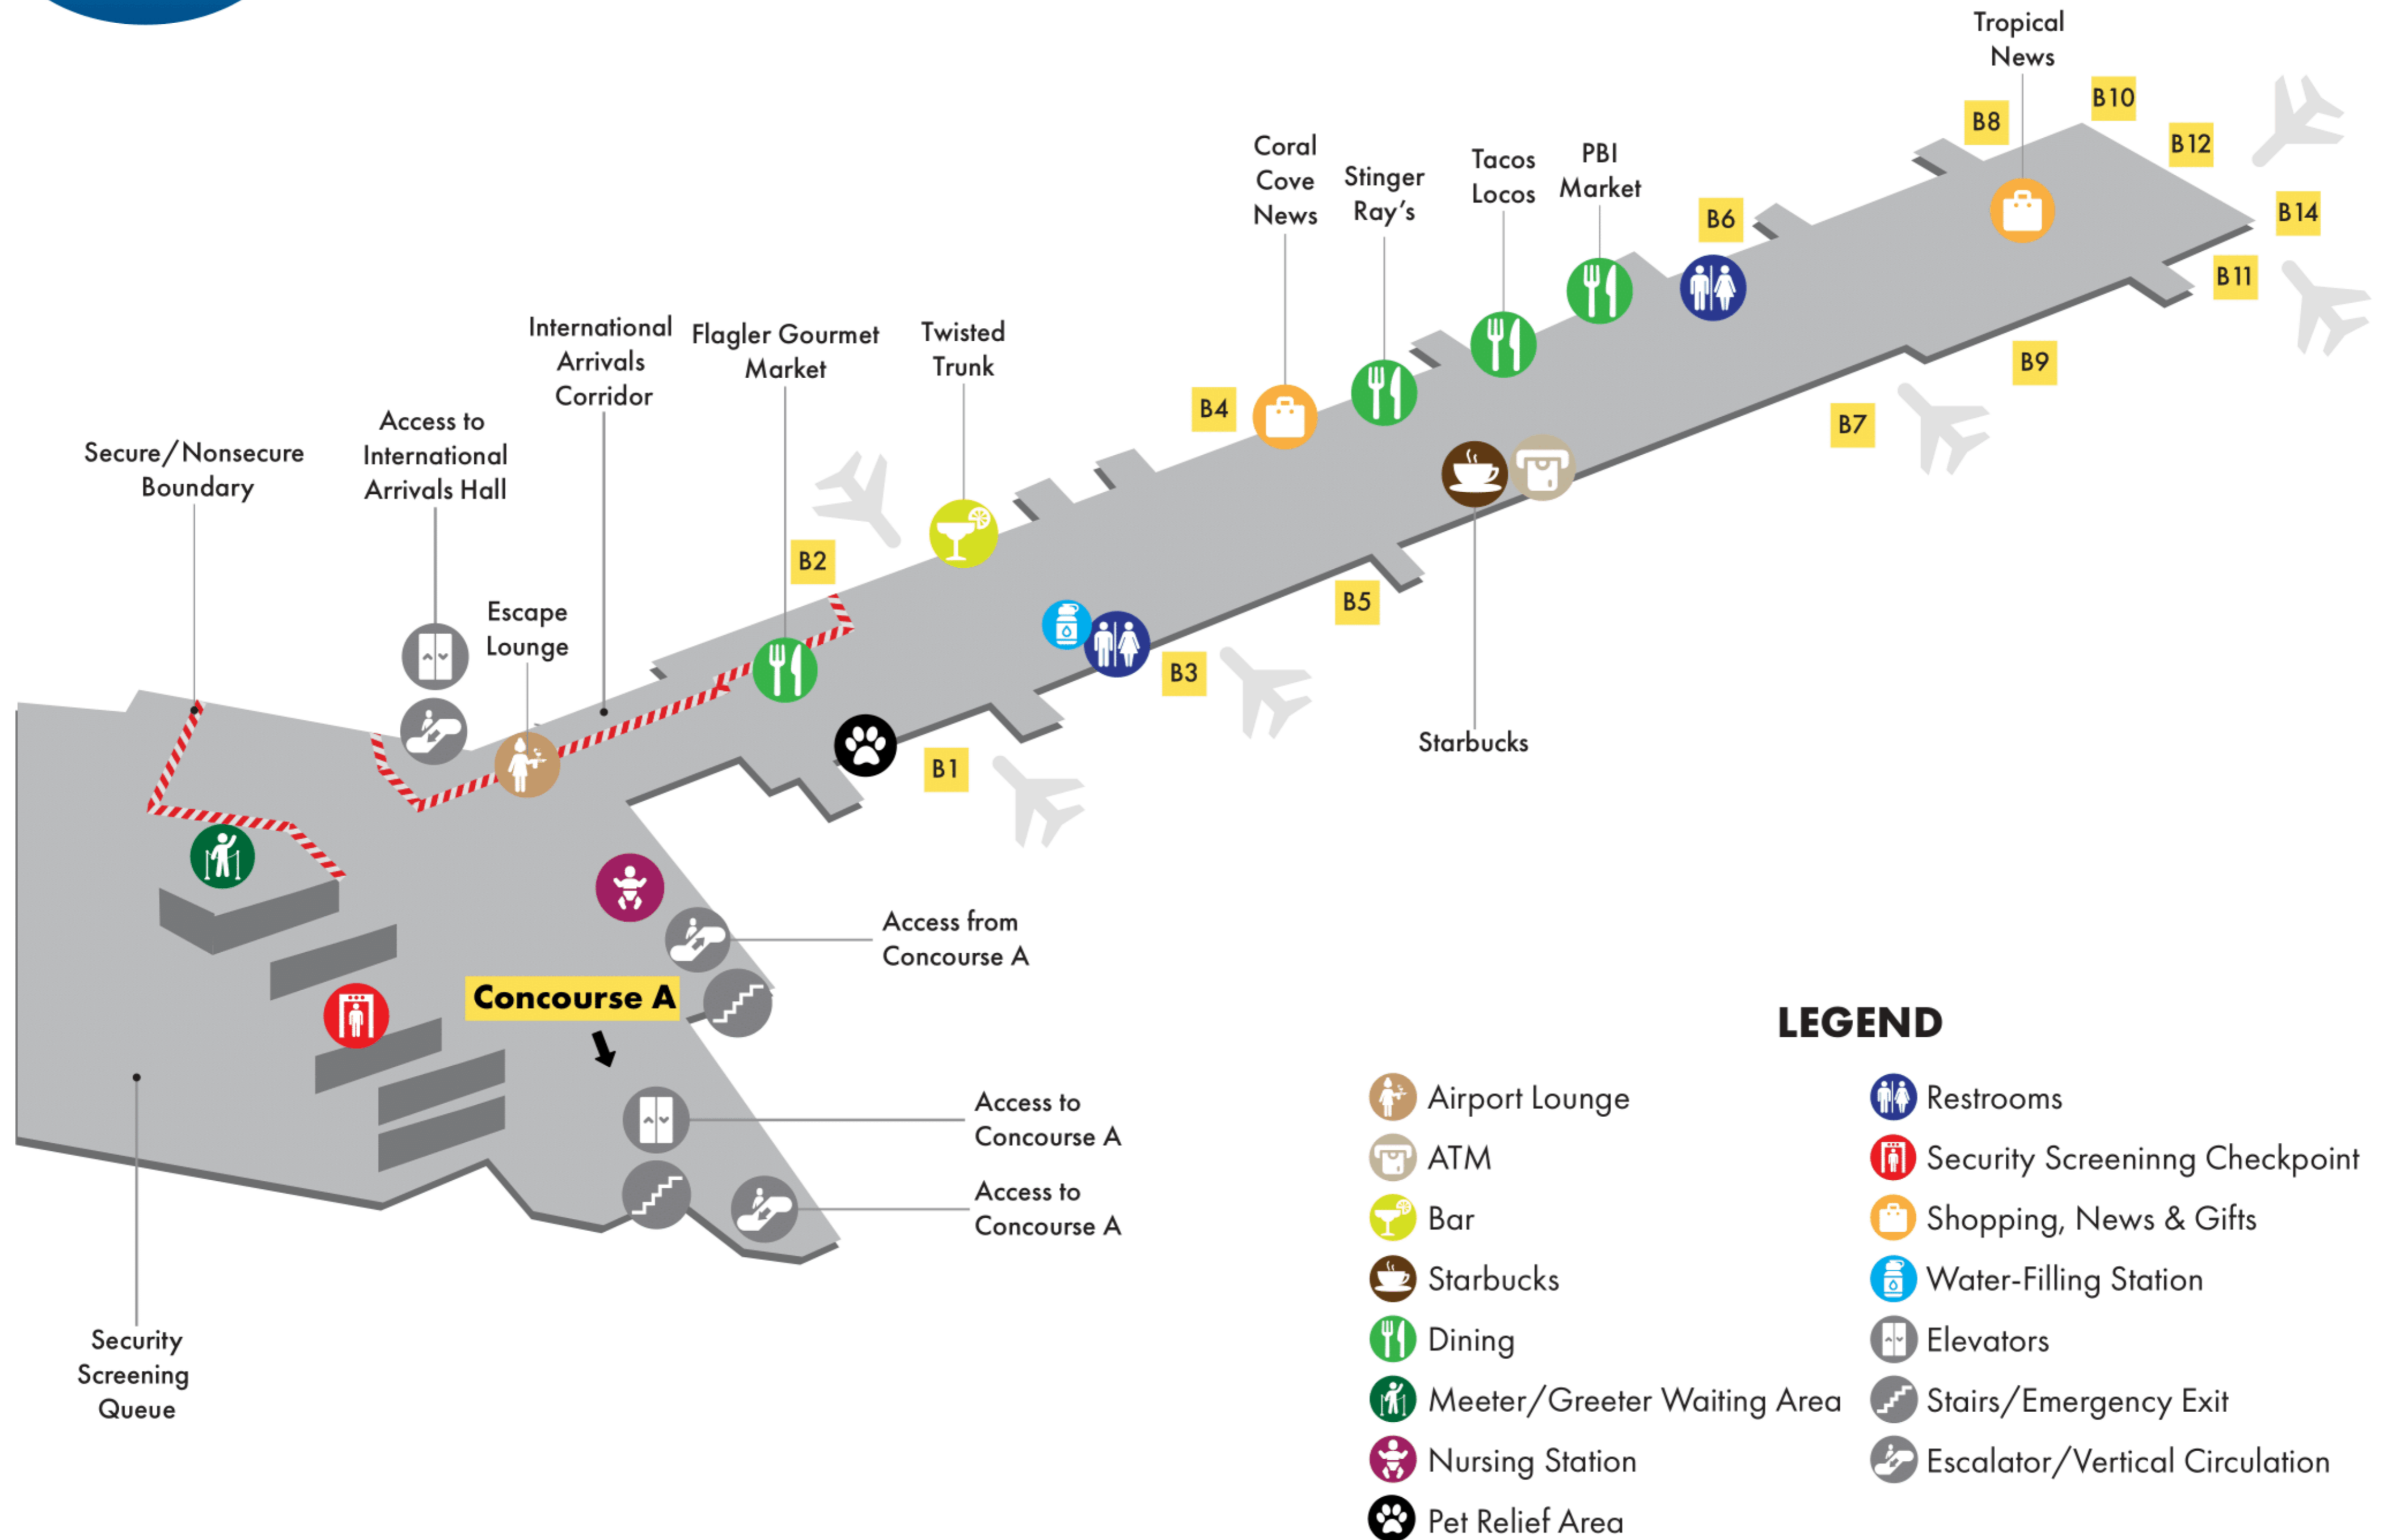 Tropical
News
B10
B8
B12
B14
B11
B9
B7
Coral
Cove
News
Stinger
Ray's
Tacos
Locos
PBI
Market
B6
B4
International
Arrivals
Corridor
Flagler Gourmet
Market
Twisted
Trunk
Access to
International
Arrivals Hall
Secure/Nonsecure
Boundary
B2
Escape
Lounge
B5
B3
B1
Starbucks
Access from
Concourse A
Concourse A
Access to
Concourse A
Access to
Concourse A
Security
Screening
Queue
LEGEND
Airport Lounge
ATM
Bar
Starbucks
Dining
Meeter/Greeter Waiting Area
Nursing Station
Pet Relief Area
Restrooms
Security Screeninng Checkpoint
Shopping, News & Gifts
Water-Filling Station
Elevators
Stairs/Emergency Exit
Escalator/Vertical Circulation